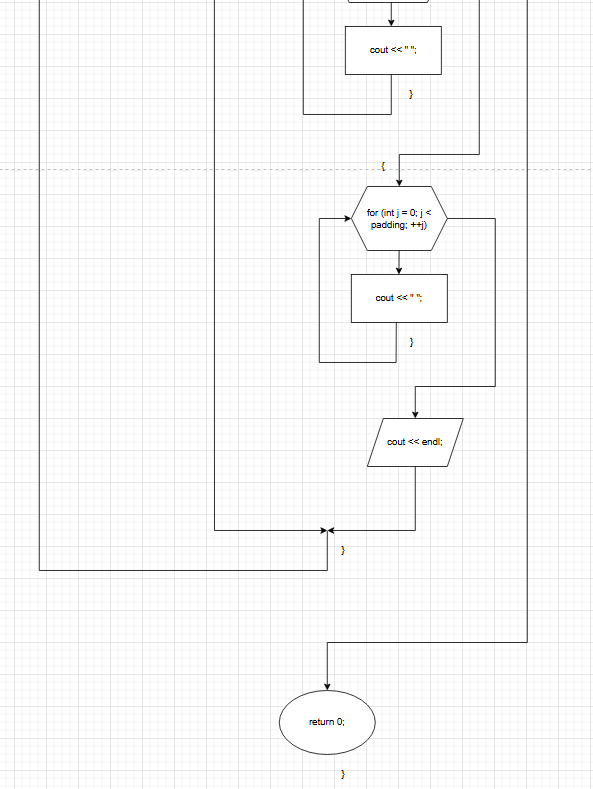 cout << " ";
}
{
for (int j = 0; j <
padding; ++j)
cout << " ";
}
cout << endl;
}
return 0;
}